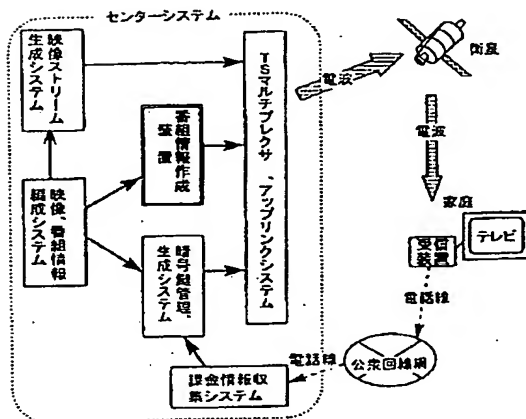 センターシステム
映像ストリーム
生成システム
番組情報作成
装置
TSマルチプレクサ、アップリンクシステム
電波
衛星
電波
映像、番組情報
編成システム
暗号鍵管理、
生成システム
家庭
テレビ
受信
装置
電話線
電話線
公衆回線網
課金情報収
集システム